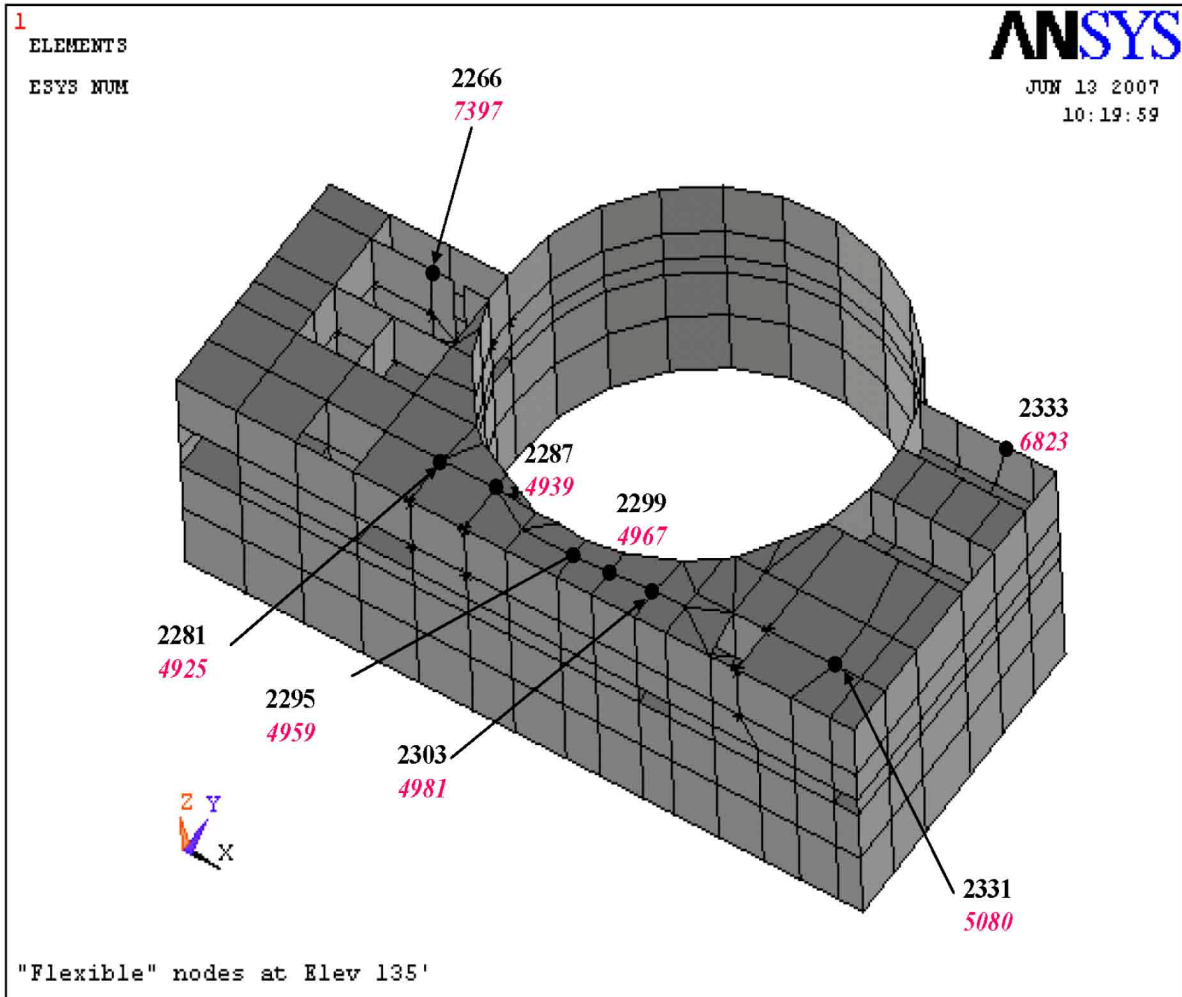 1
ELEMENTS
ESYS NUM
ANSYS
JUN 13 2007
10:19:59
2266
7397
2333
6823
2287
4939
2299
4967
2281
4925
2295
4959
2303
4981
2331
5080
Z Y
X
"Flexible" nodes at Elev 135'